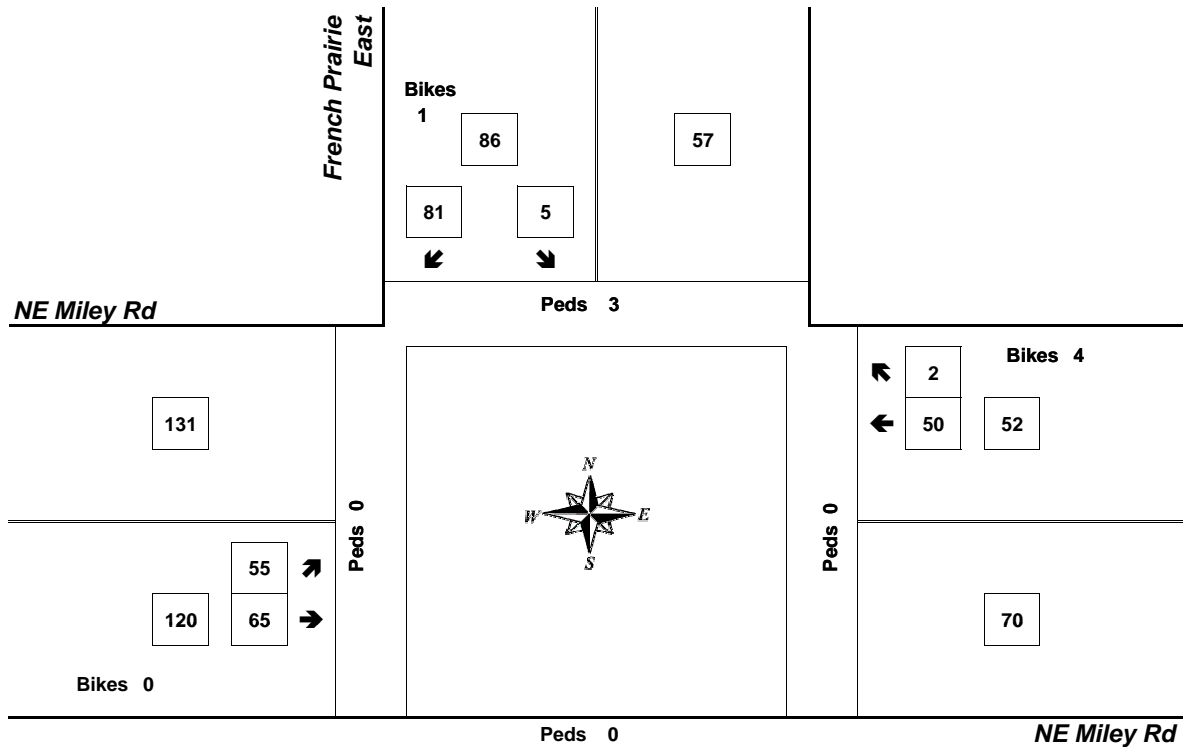 French Prairie
East
Bikes
1
86
57
81
5
Peds 3
NE Miley Rd
Bikes 4
2
131
50
52
N
W
E
S
Peds 0
Peds 0
55
120
65
70
Bikes 0
Peds 0
NE Miley Rd